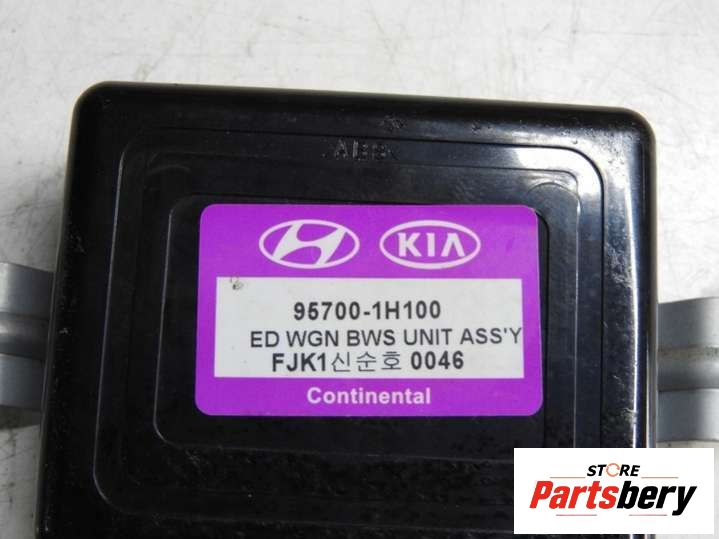 >ABS<
KIA
95700-1H100
ED WGN BWS UNIT ASS'Y
FJK1신순호 0046
Continental
STORE
Partsbery